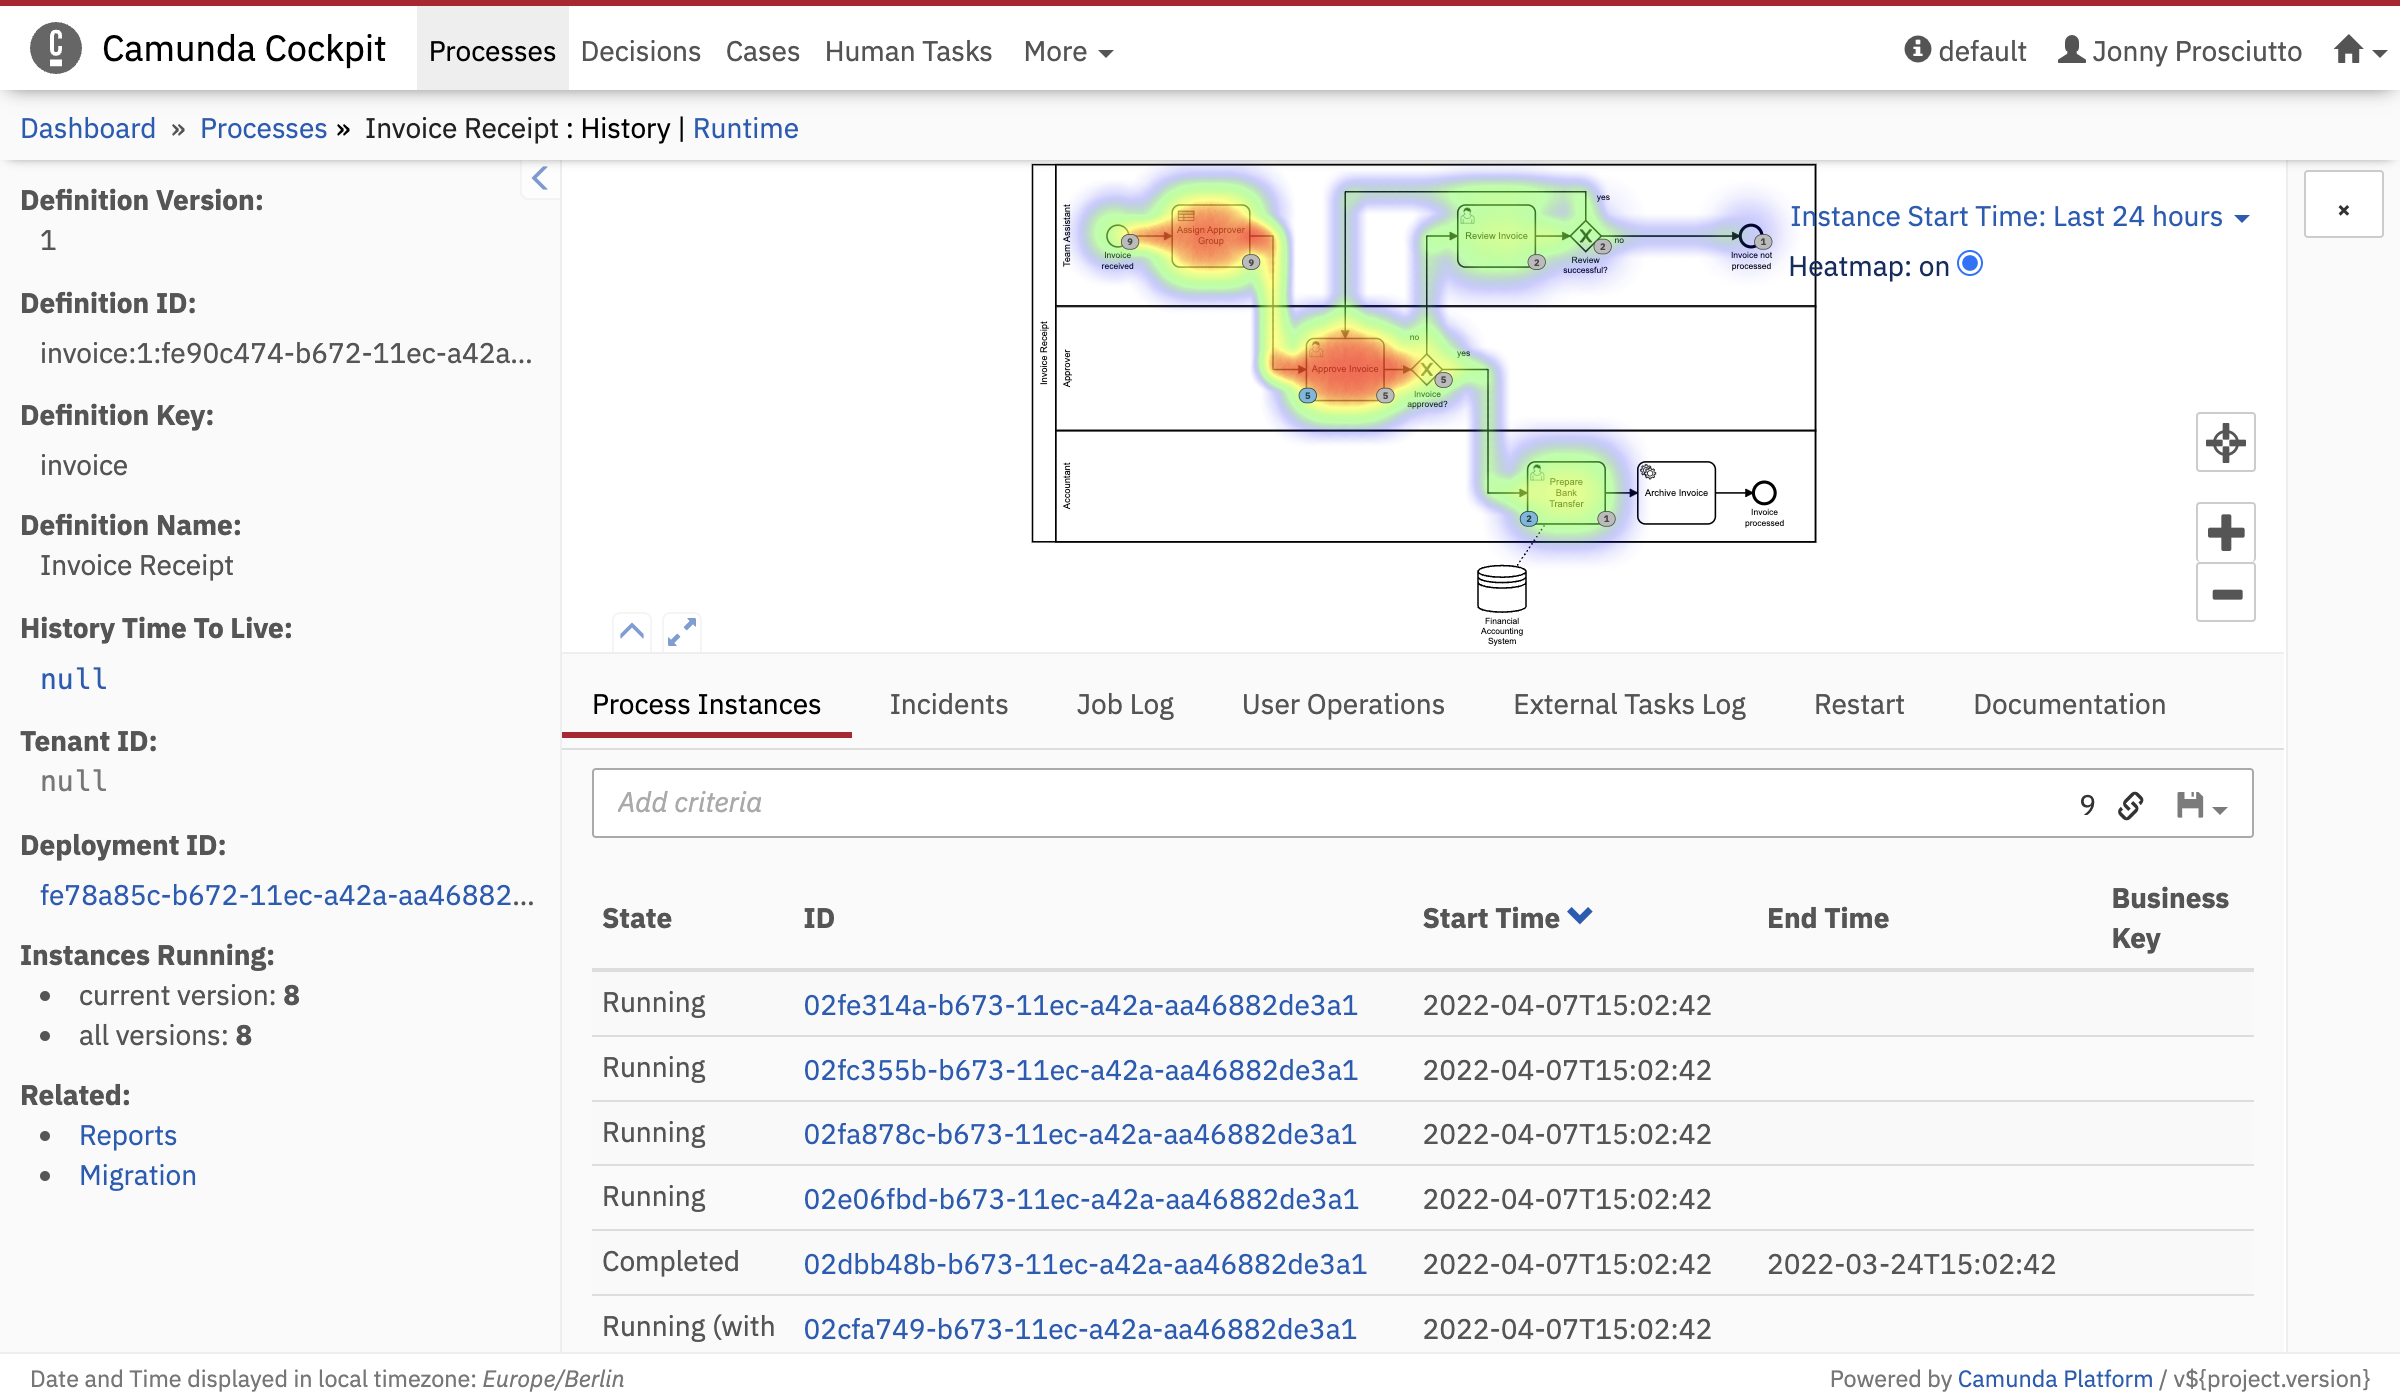 Camunda Cockpit
Processes
Decisions
Cases
Human Tasks
More
default
Jonny Prosciutto
Dashboard » Processes » Invoice Receipt : History | Runtime
Definition Version:
1
Definition ID:
invoice:1:fe90c474-b672-11ec-a42a...
Definition Key:
invoice
Definition Name:
Invoice Receipt
History Time To Live:
null
Tenant ID:
null
Deployment ID:
fe78a85c-b672-11ec-a42a-aa46882...
Instances Running:
current version: 8
all versions: 8
Related:
Reports
Migration
Invoice Receipt
Team Assistant
Approver
Accountant
9
Invoice
received
Assign Approver
Group
9
Review Invoice
2
yes
X
2
no
Review
successful?
1
Invoice not
processed
Approve Invoice
5
5
no
X
yes
5
Invoice
approved?
Prepare
Bank
Transfer
2
1
Archive Invoice
Invoice
processed
Financial
Accounting
System
Instance Start Time: Last 24 hours
Heatmap: on
×
Process Instances
Incidents
Job Log
User Operations
External Tasks Log
Restart
Documentation
Add criteria
9
State ID Start Time End Time Business
Key
Running 02fe314a-b673-11ec-a42a-aa46882de3a1 2022-04-07T15:02:42
Running 02fc355b-b673-11ec-a42a-aa46882de3a1 2022-04-07T15:02:42
Running 02fa878c-b673-11ec-a42a-aa46882de3a1 2022-04-07T15:02:42
Running 02e06fbd-b673-11ec-a42a-aa46882de3a1 2022-04-07T15:02:42
Completed 02dbb48b-b673-11ec-a42a-aa46882de3a1 2022-04-07T15:02:42 2022-03-24T15:02:42
Running (with 02cfa749-b673-11ec-a42a-aa46882de3a1 2022-04-07T15:02:42
Date and Time displayed in local timezone: Europe/Berlin
Powered by Camunda Platform / v${project.version}